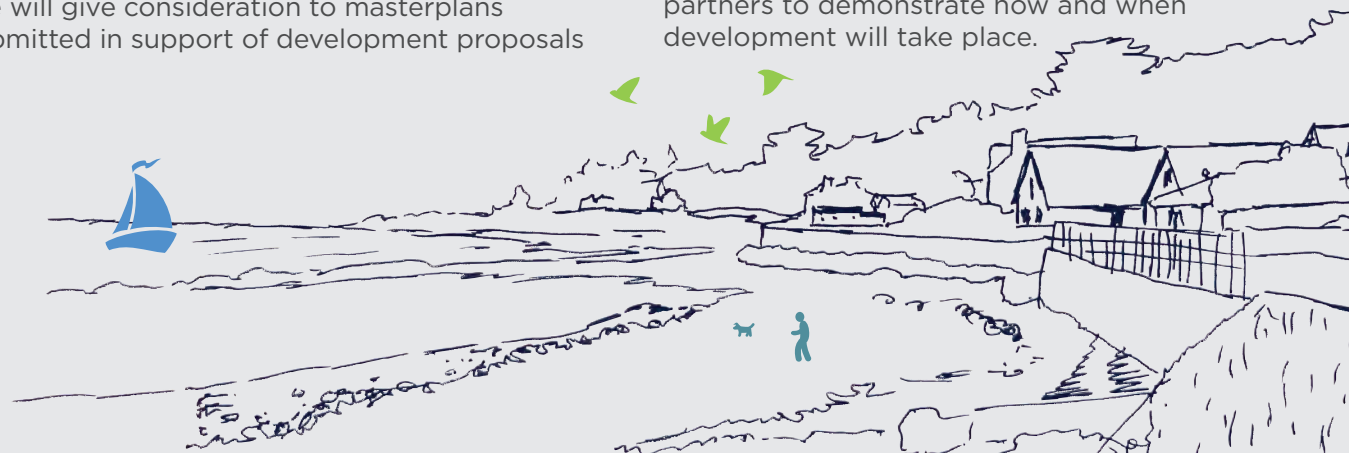 will give consideration to masterplans
submitted in support of development proposals
partners to demonstrate how and when
development will take place.